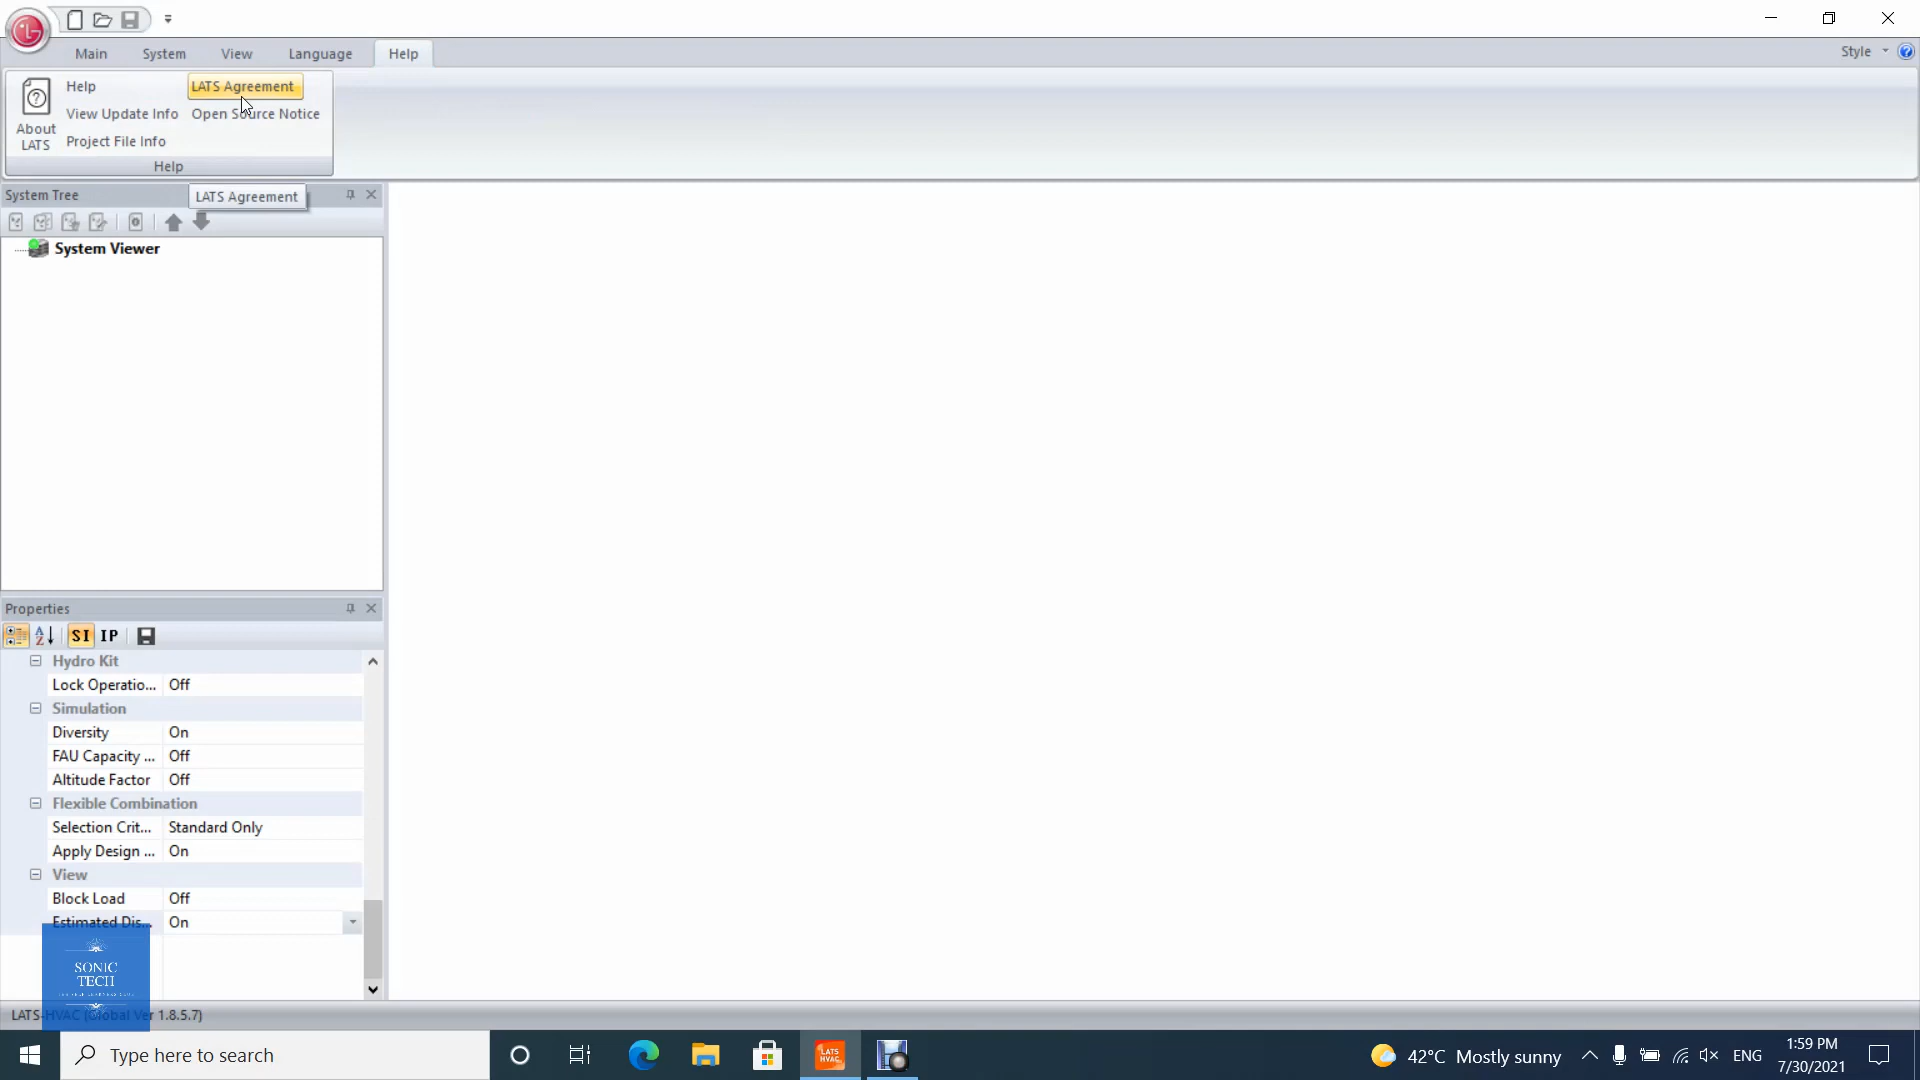 Main System View Language Help
Style
Help
LATS Agreement
View Update Info
Open Source Notice
About
LATS
Project File Info
Help
System Tree
LATS Agreement
System Viewer
Properties
SI IP
Hydro Kit
Lock Operatio... Off
Simulation
Diversity On
FAU Capacity ... Off
Altitude Factor Off
Flexible Combination
Selection Crit... Standard Only
Apply Design ... On
View
Block Load Off
Estimated Dis... On
SONIC
TECH
LATS-HVAC (Global Ver 1.8.5.7)
Type here to search
LATS
HVAC
42°C Mostly sunny
ENG
1:59 PM
7/30/2021